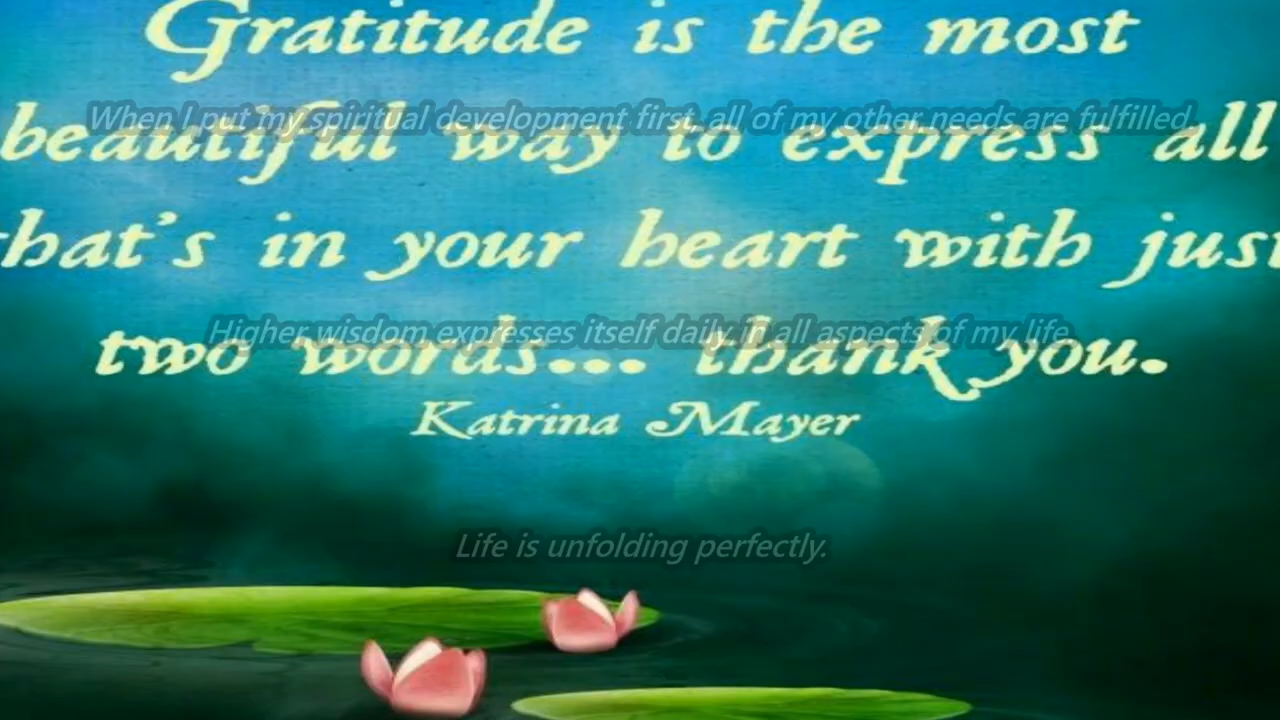 Gratitude is the most
When I put my spiritual development first, all of my other needs are fulfilled.
beautiful way to express all
that's in your heart with just
Higher wisdom expresses itself daily in all aspects of my life.
two words... thank you.
Katrina Mayer
Life is unfolding perfectly.